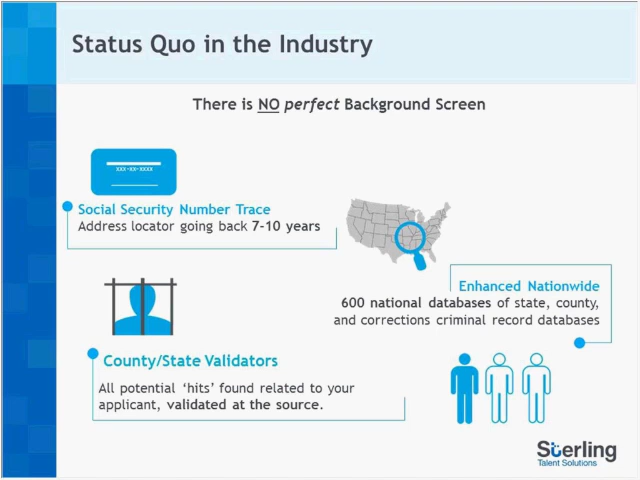 Status Quo in the Industry
There is NO perfect Background Screen
XXX-XX-XXXX
Social Security Number Trace
Address locator going back 7-10 years
Enhanced Nationwide
600 national databases of state, county,
and corrections criminal record databases
County/State Validators
All potential ‘hits’ found related to your
applicant, validated at the source.
Sterling
Talent Solutions